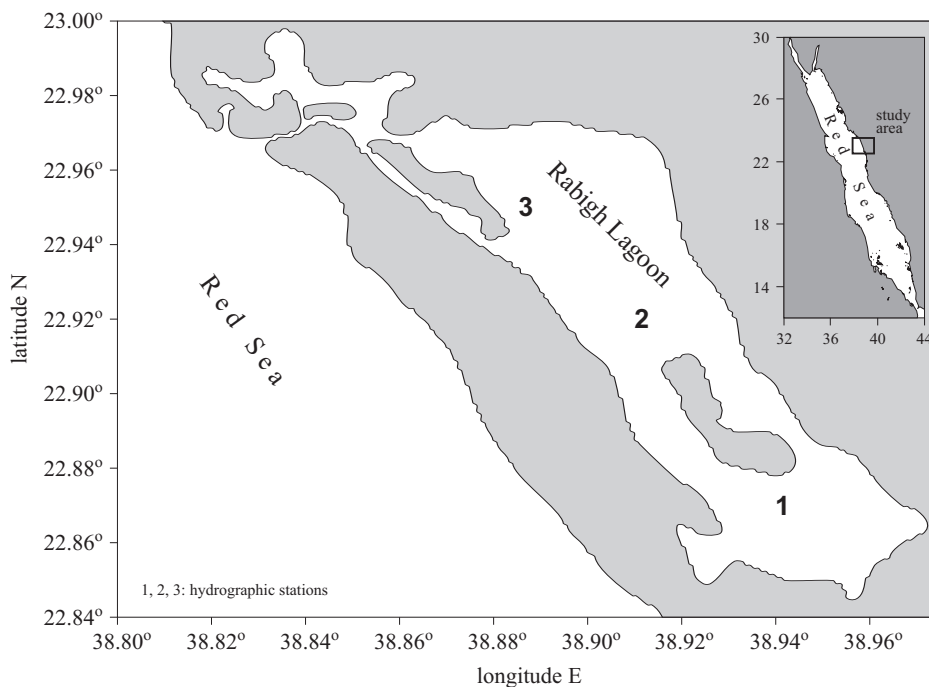 23.00º
22.98º
22.96º
22.94º
22.92º
22.90º
22.88º
22.86º
22.84º
latitude N
38.80º
38.82º
38.84º
38.86º
38.88º
38.90º
38.92º
38.94º
38.96º
longitude E
Red Sea
Rabigh Lagoon
3
2
1
1, 2, 3: hydrographic stations
30
26
22
18
14
32
36
40
44
Red Sea
study
area